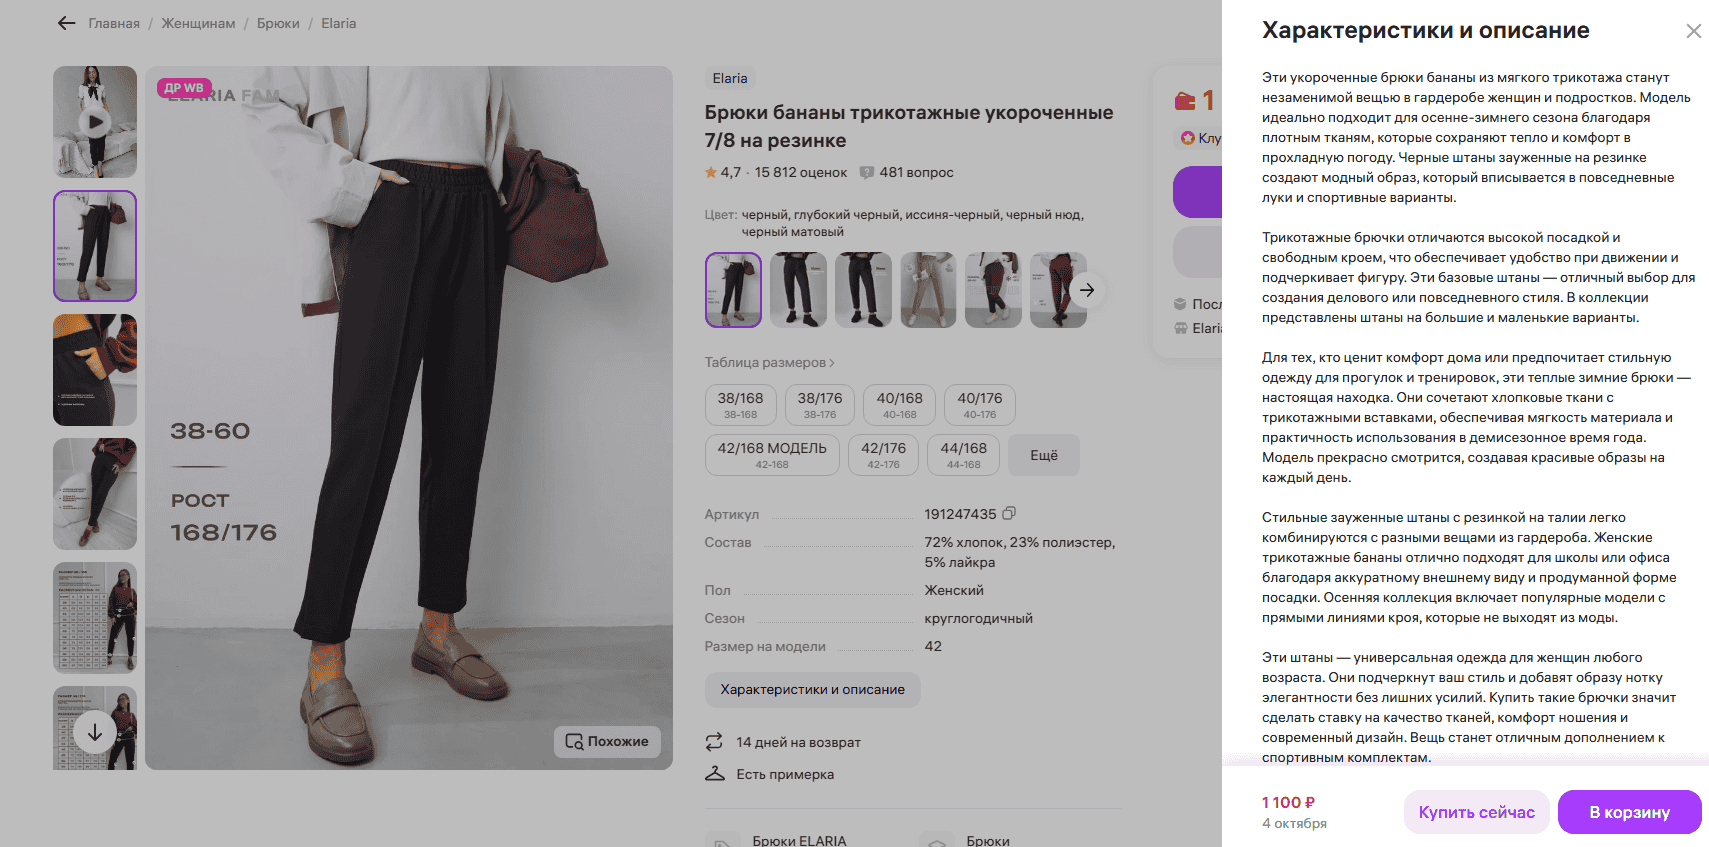 Главная / Женщинам / Брюки / Elaria
ДР WB
ELARIA FAM
38-60
РОСТ
168/176
Похожие
Elaria
Брюки бананы трикотажные укороченные
7/8 на резинке
4,7 · 15 812 оценок 481 вопрос
Цвет: черный, глубокий черный, иссиня-черный, черный нюд,
черный матовый
Таблица размеров
38/168 38/176 40/168 40/176
38-168 38-176 40-168 40-176
42/168 МОДЕЛЬ 42/176 44/168 Ещё
42-168 42-176 44-168
Артикул 191247435
Состав 72% хлопок, 23% полиэстер,
5% лайкра
Пол Женский
Сезон круглогодичный
Размер на модели 42
Характеристики и описание
14 дней на возврат
Есть примерка
Брюки ELARIA Брюки
1
Клу
Посл
Elaria
Характеристики и описание
Эти укороченные брюки бананы из мягкого трикотажа станут
незаменимой вещью в гардеробе женщин и подростков. Модель
идеально подходит для осенне-зимнего сезона благодаря
плотным тканям, которые сохраняют тепло и комфорт в
прохладную погоду. Черные штаны зауженные на резинке
создают модный образ, который вписывается в повседневные
луки и спортивные варианты.
Трикотажные брючки отличаются высокой посадкой и
свободным кроем, что обеспечивает удобство при движении и
подчеркивает фигуру. Эти базовые штаны — отличный выбор для
создания делового или повседневного стиля. В коллекции
представлены штаны на большие и маленькие варианты.
Для тех, кто ценит комфорт дома или предпочитает стильную
одежду для прогулок и тренировок, эти теплые зимние брюки —
настоящая находка. Они сочетают хлопковые ткани с
трикотажными вставками, обеспечивая мягкость материала и
практичность использования в демисезонное время года.
Модель прекрасно смотрится, создавая красивые образы на
каждый день.
Стильные зауженные штаны с резинкой на талии легко
комбинируются с разными вещами из гардероба. Женские
трикотажные бананы отлично подходят для школы или офиса
благодаря аккуратному внешнему виду и продуманной форме
посадки. Осенняя коллекция включает популярные модели с
прямыми линиями кроя, которые не выходят из моды.
Эти штаны — универсальная одежда для женщин любого
возраста. Они подчеркнут ваш стиль и добавят образу нотку
элегантности без лишних усилий. Купить такие брючки значит
сделать ставку на качество тканей, комфорт ношения и
современный дизайн. Вещь станет отличным дополнением к
спортивным комплектам.
1 100 ₽
4 октября
Купить сейчас
В корзину